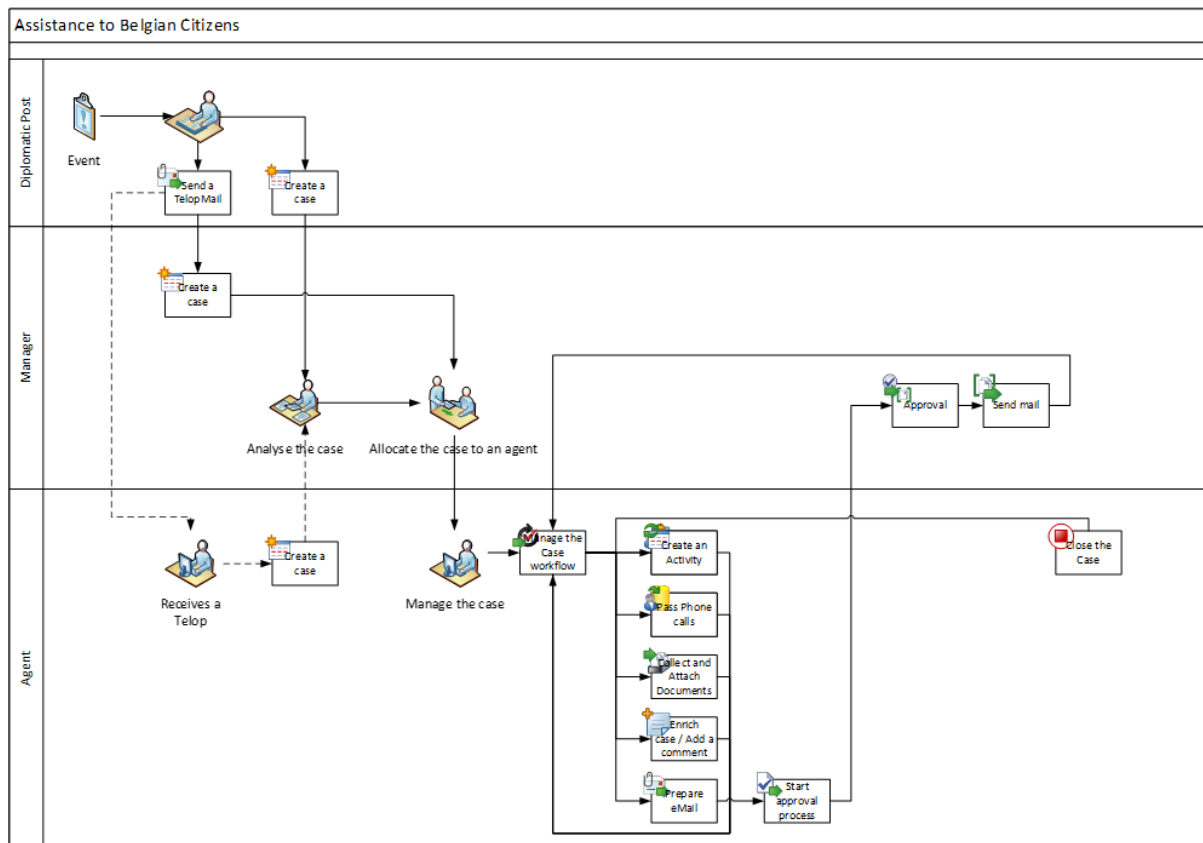 Assistance to Belgian Citizens
Diplomatic Post
Event
Send a
TelopMail
Create a
case
Manager
Create a
case
Analyse the case
Allocate the case to an agent
Approval
Send mail
Agent
Receives a
Telop
Create a
case
Manage the case
nage the
Case
workflow
Create an
Activity
Pass Phone
calls
Collect and
Attach
Documents
Enrich
case / Add a
comment
Prepare
eMail
Start
approval
process
Close the
Case